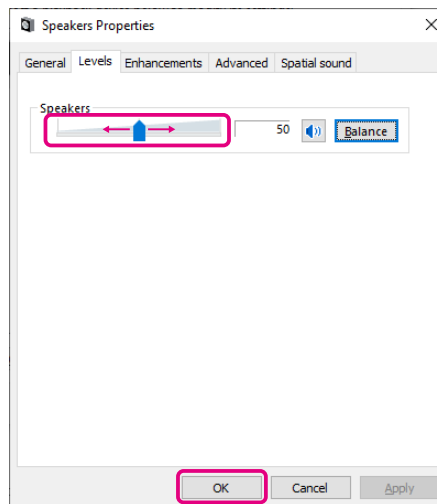 Speakers Properties
General Levels Enhancements Advanced Spatial sound
Speakers
50 Balance
OK Cancel Apply